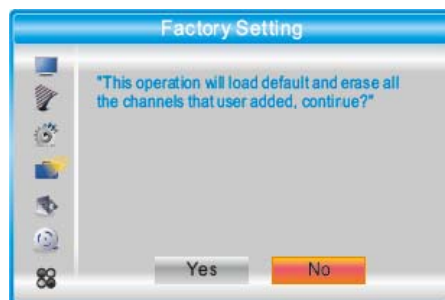 Factory Setting
"This operation will load default and erase all
the channels that user added, continue?"
Yes No